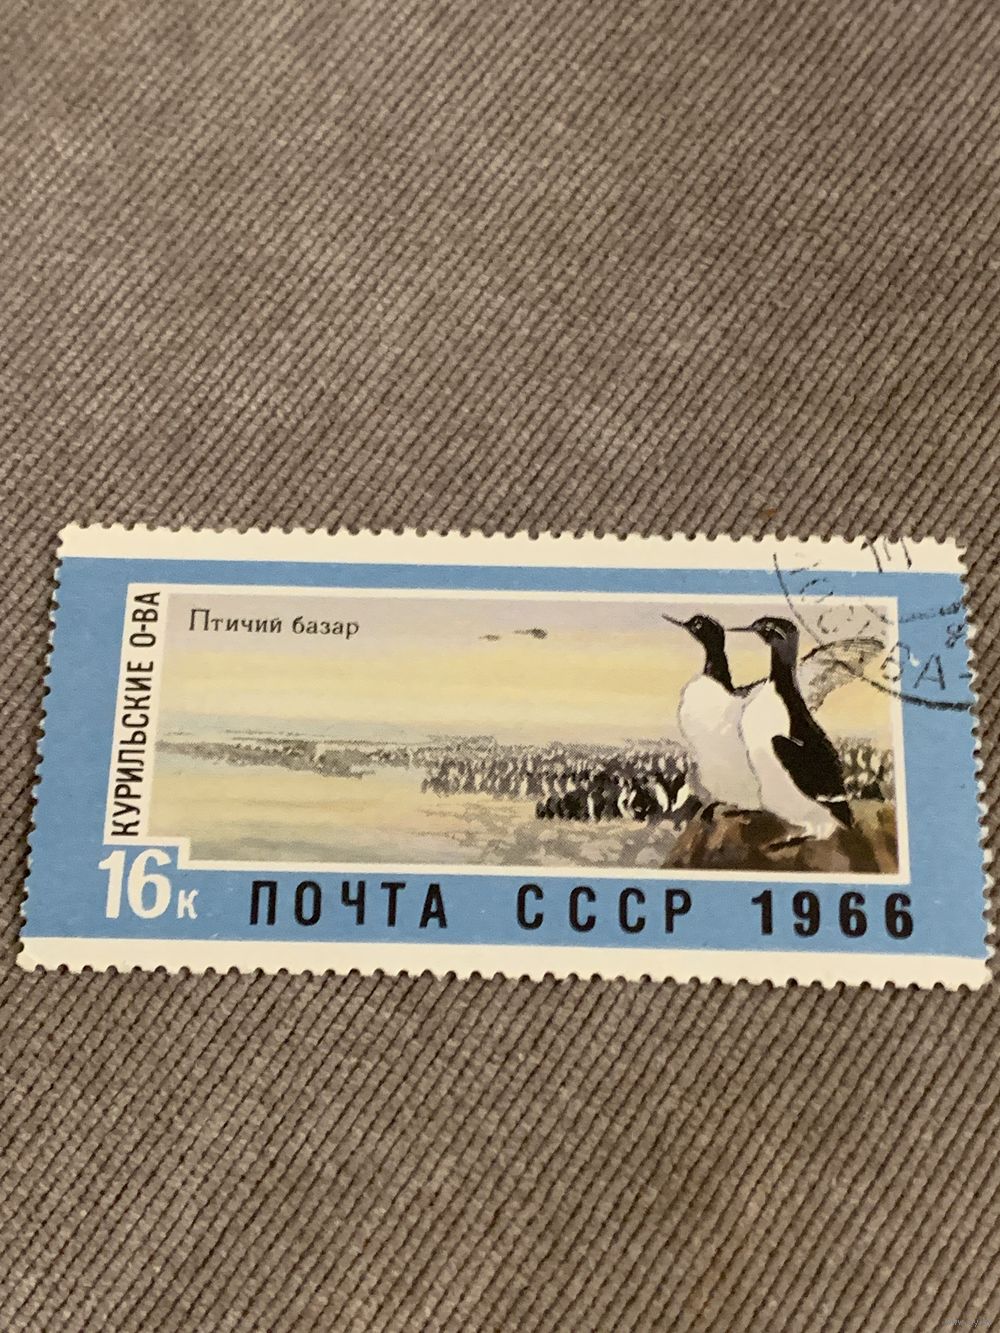 Птичий базар
КУРИЛЬСКИЕ О-ВА
16к
ПОЧТА СССР 1966